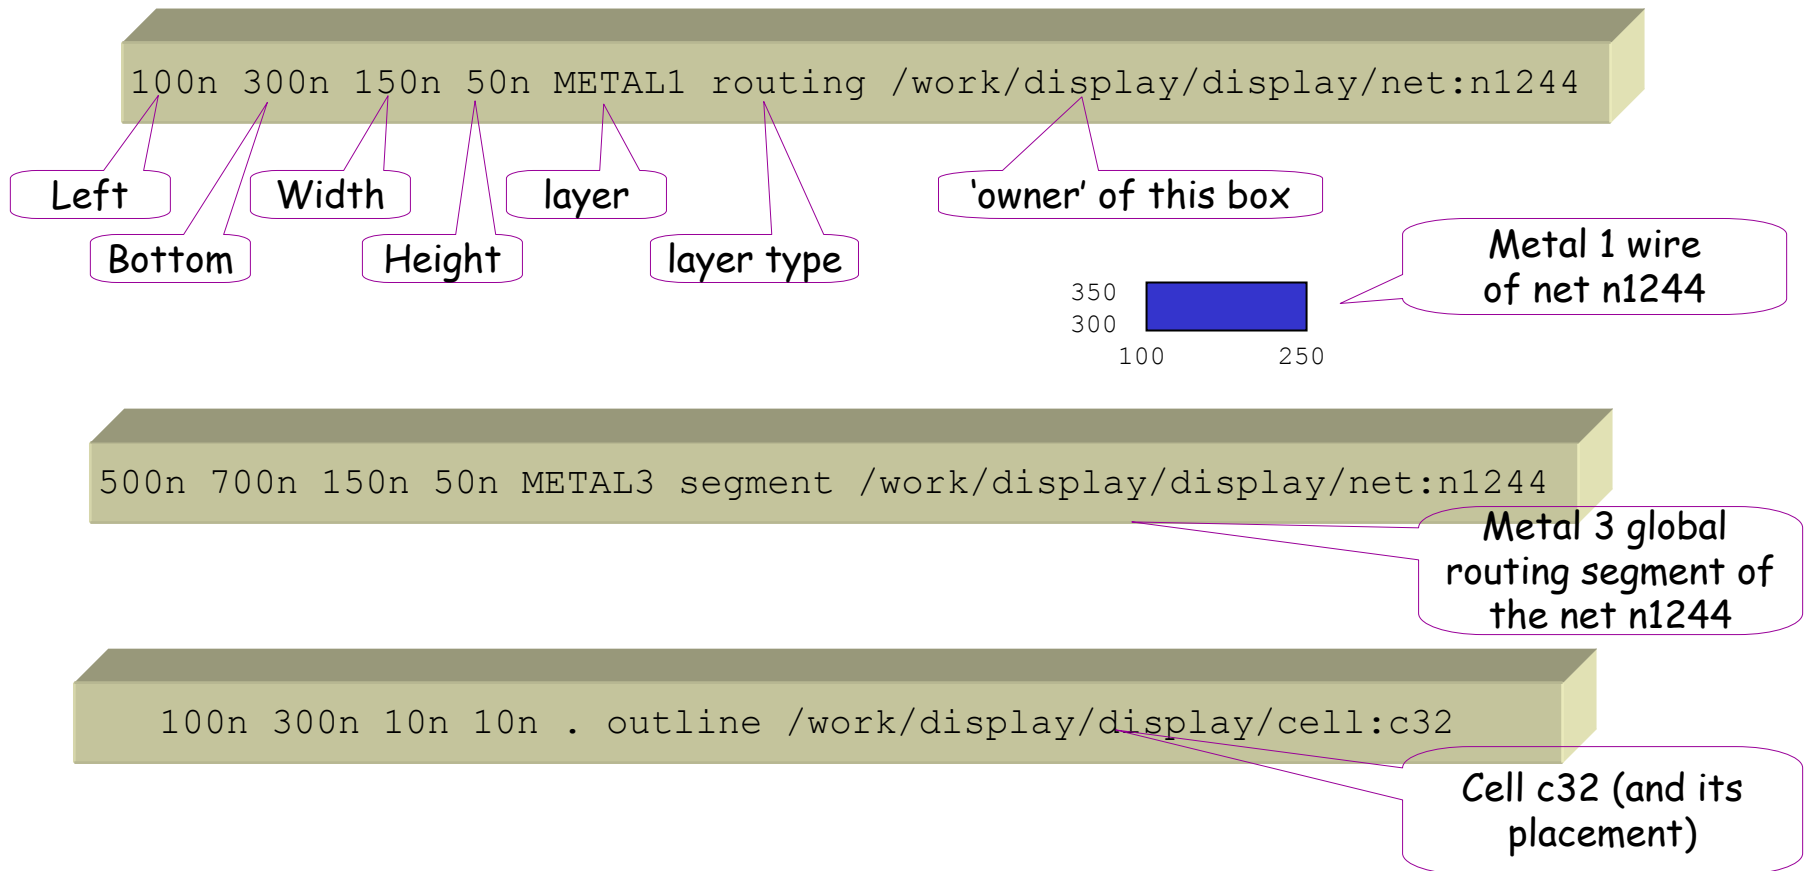 100n 300n 150n 50n METAL1 routing /work/display/display/net:n1244
Left
Width
layer
‘owner’ of this box
Bottom
Height
layer type
Metal 1 wire
of net n1244
350
300
100
250
500n 700n 150n 50n METAL3 segment /work/display/display/net:n1244
Metal 3 global
routing segment of
the net n1244
100n 300n 10n 10n . outline /work/display/display/cell:c32
Cell c32 (and its
placement)